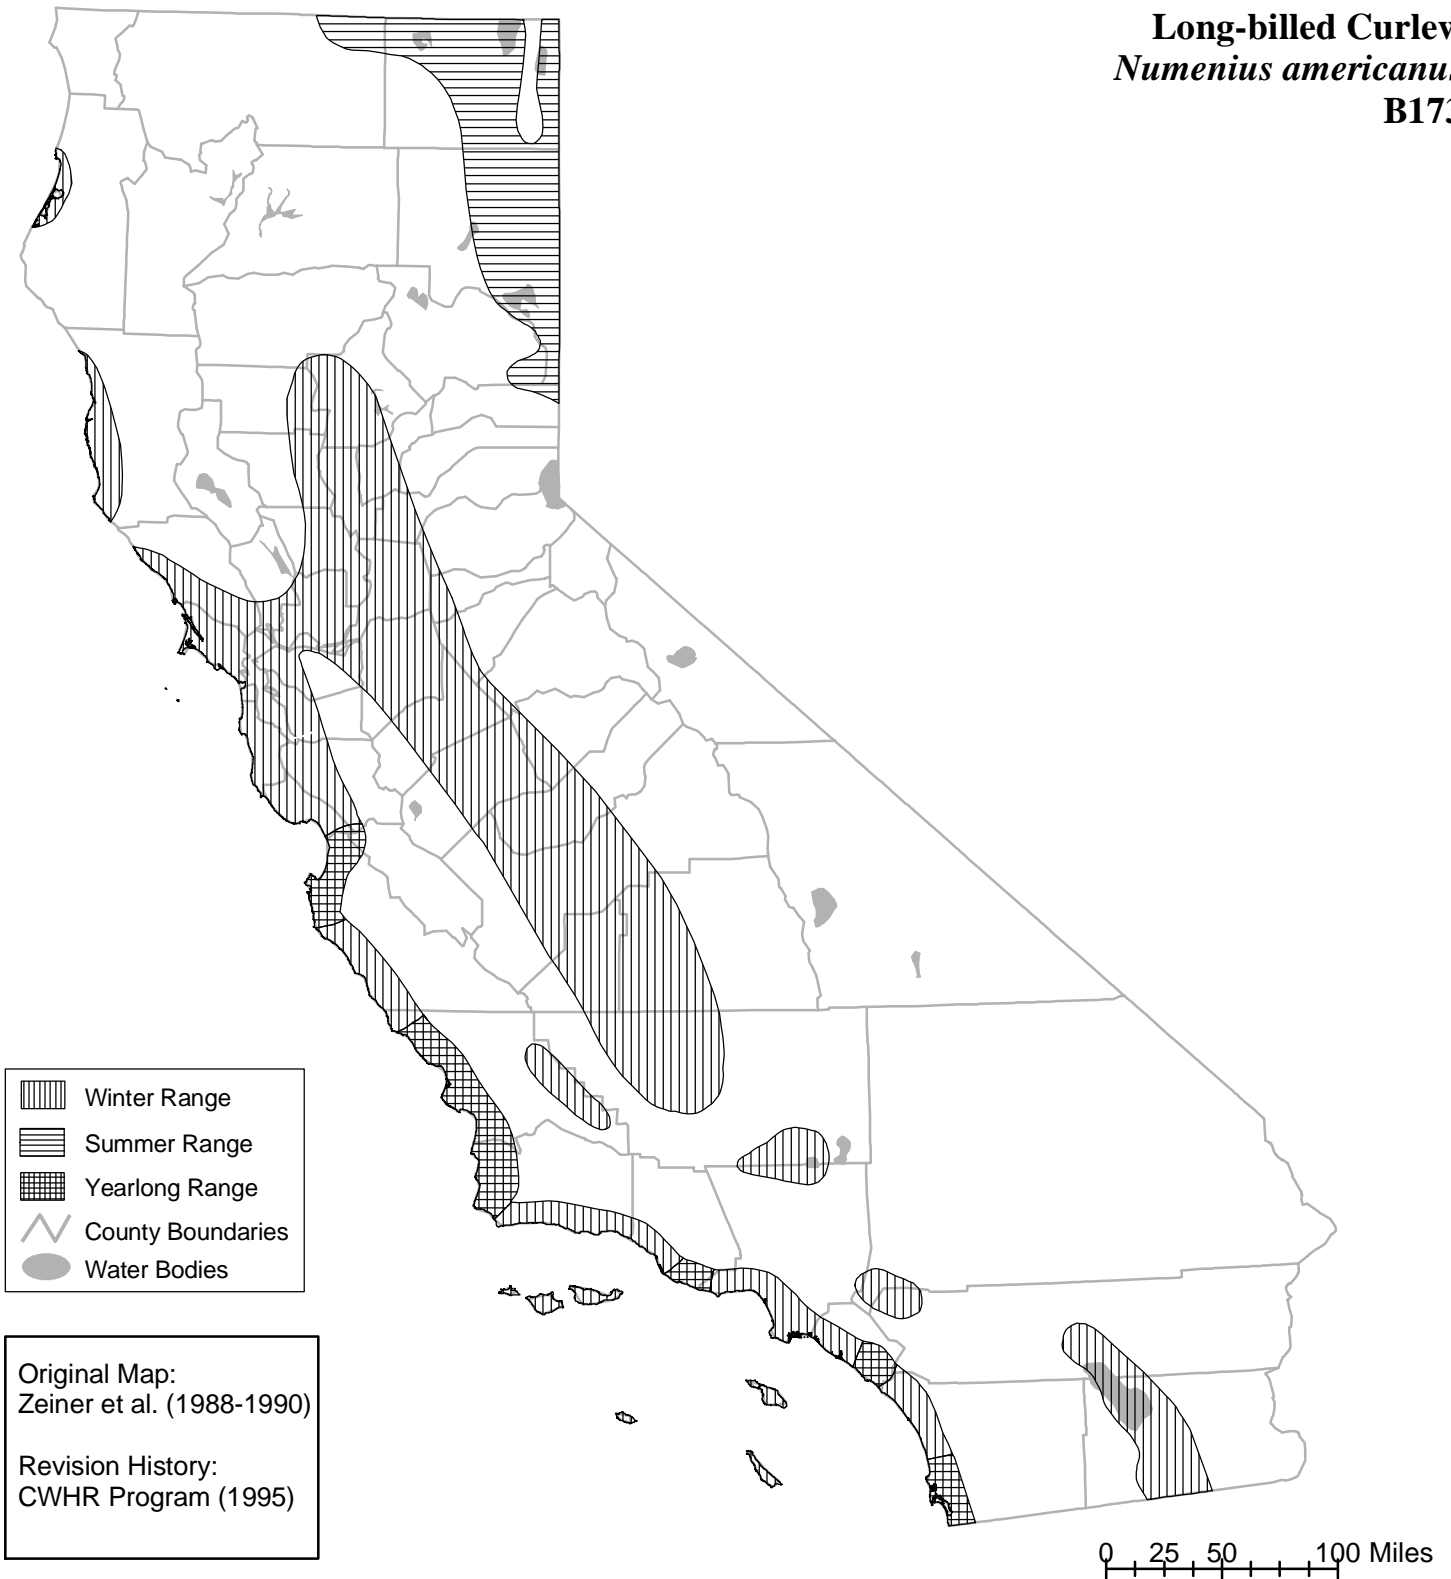 Long-billed Curlew
Numenius americanus
B173
Winter Range
Summer Range
Yearlong Range
County Boundaries
Water Bodies
Original Map:
Zeiner et al. (1988-1990)
Revision History:
CWHR Program (1995)
0 25 50 100 Miles